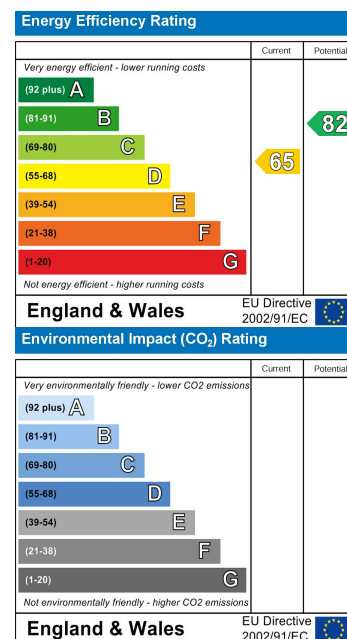 Energy Efficiency Rating
Current Potential
Very energy efficient - lower running costs
(92 plus) A
(81-91) B
82
(69-80) C
65
(55-68) D
(39-54) E
(21-38) F
(1-20) G
Not energy efficient - higher running costs
England & Wales
EU Directive
2002/91/EC
Environmental Impact (CO₂) Rating
Current Potential
Very environmentally friendly - lower CO2 emissions
(92 plus) A
(81-91) B
(69-80) C
(55-68) D
(39-54) E
(21-38) F
(1-20) G
Not environmentally friendly - higher CO2 emissions
England & Wales
EU Directive
2002/91/EC